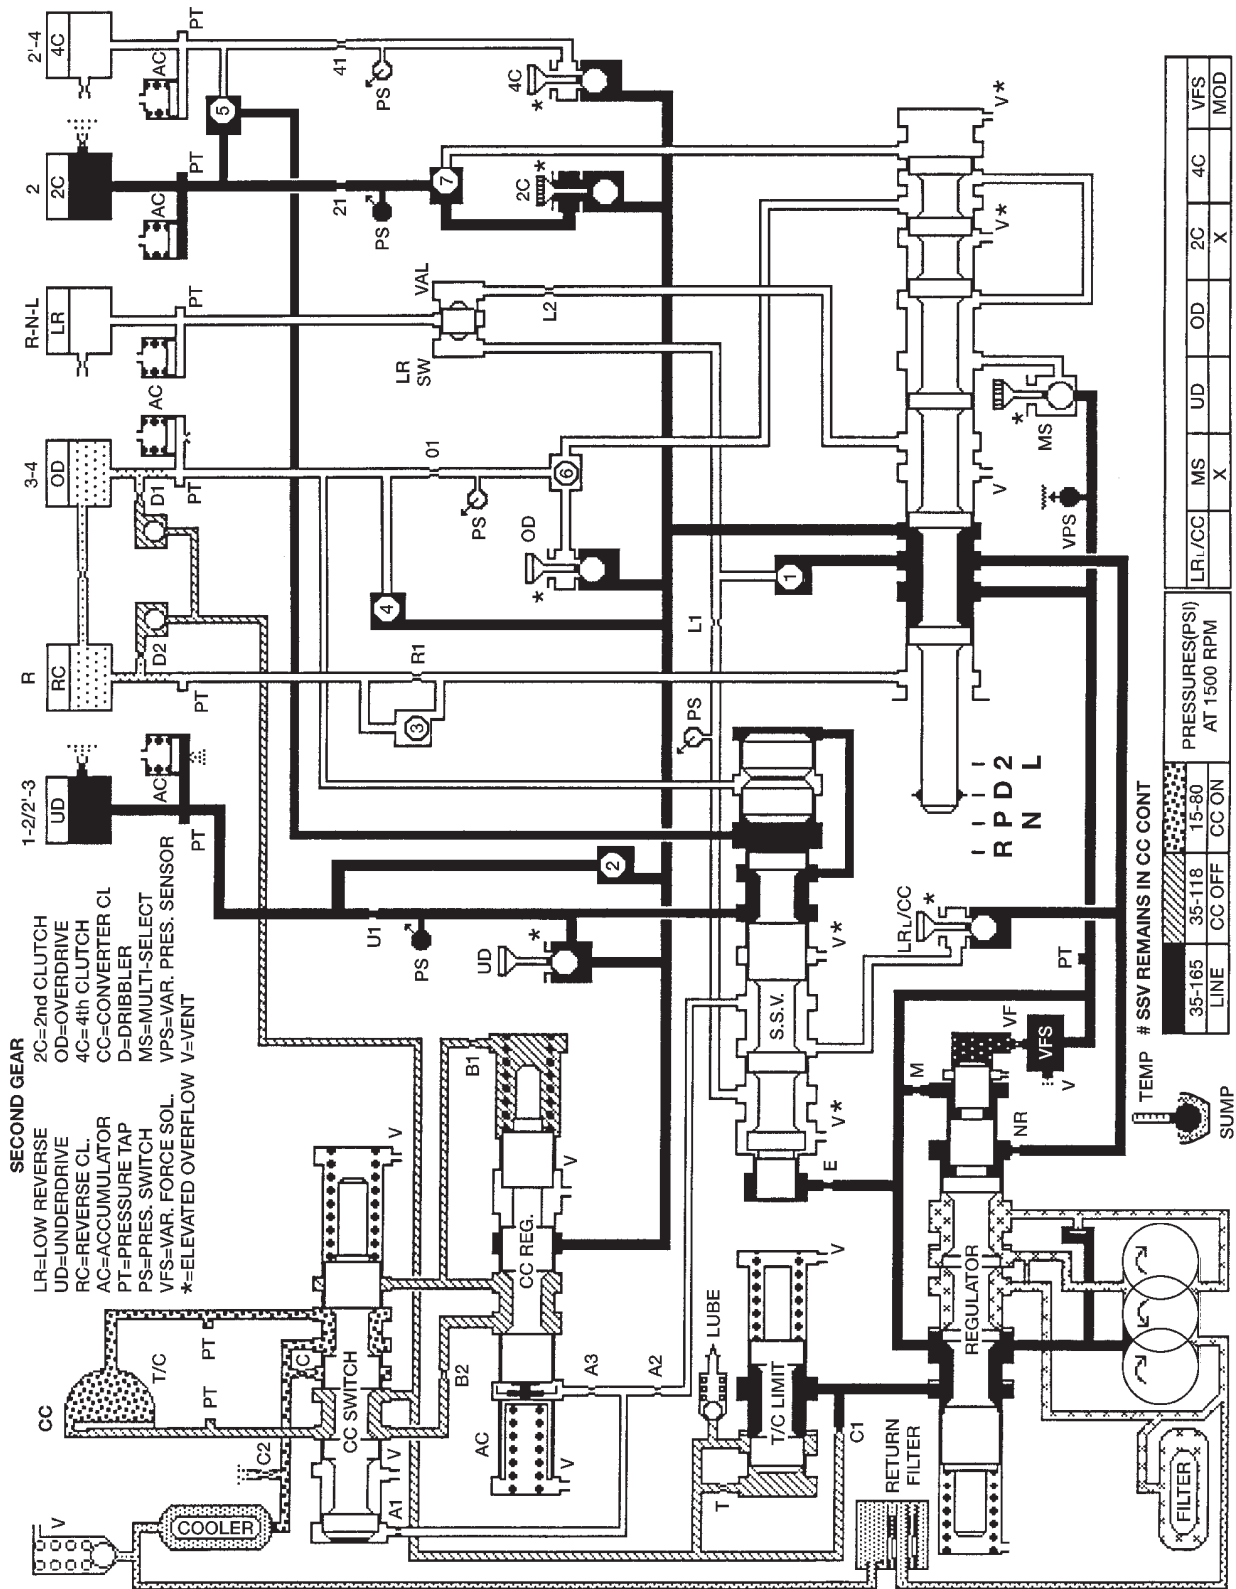 SECOND GEAR
LR=LOW REVERSE 2C=2nd CLUTCH
UD=UNDERDRIVE OD=OVERDRIVE
RC=REVERSE CL. 4C=4th CLUTCH
AC=ACCUMULATOR CC=CONVERTER CL
PT=PRESSURE TAP D=DRIBBLER
PS=PRES. SWITCH MS=MULTI-SELECT
VFS=VAR. FORCE SOL. VPS=VAR. PRES. SENSOR
*=ELEVATED OVERFLOW V=VENT
CC
1-2/2'-3
R
3-4
R-N-L
2
2'-4
UD
RC
OD
LR
2C
4C
V
T/C
PT
PT
PT
AC
PT
D2
D1
PT
AC
AC
PT
AC
PT
AC
PT
5
COOLER
C2
C
CC SWITCH
V
V
A1
B1
B2
CC REG.
V
AC
V
A3
A2
U1
PS
UD
*
2
3
R1
4
O1
PS
OD
*
6
LR
SW
VAL
L2
21
PS
7
2C
*
41
PS
4C
*
LUBE
T
T/C LIMIT
V
C1
E
S.S.V.
V*
V*
PS
L1
1
RETURN
FILTER
FILTER
REGULATOR
NR
M
VF
VFS
V
LRL/CC
*
PT
R P D 2
N L
V
MS
*
VPS
V*
V*
TEMP
SUMP
# SSV REMAINS IN CC CONT
35-165 35-118 15-80 PRESSURES(PSI) LRL/CC MS UD OD 2C 4C VFS
LINE CC OFF CC ON AT 1500 RPM X X MOD